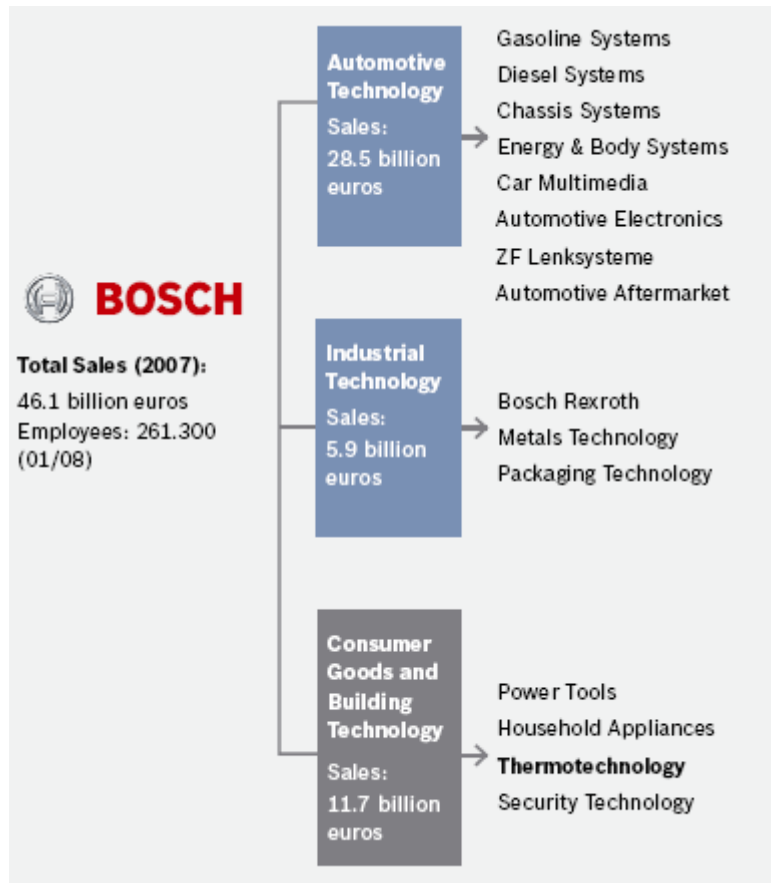 BOSCH
Total Sales (2007):
46.1 billion euros
Employees: 261.300
(01/08)
Automotive
Technology
Sales:
28.5 billion
euros
Gasoline Systems
Diesel Systems
Chassis Systems
Energy & Body Systems
Car Multimedia
Automotive Electronics
ZF Lenksysteme
Automotive Aftermarket
Industrial
Technology
Sales:
5.9 billion
euros
Bosch Rexroth
Metals Technology
Packaging Technology
Consumer
Goods and
Building
Technology
Sales:
11.7 billion
euros
Power Tools
Household Appliances
Thermotechnology
Security Technology